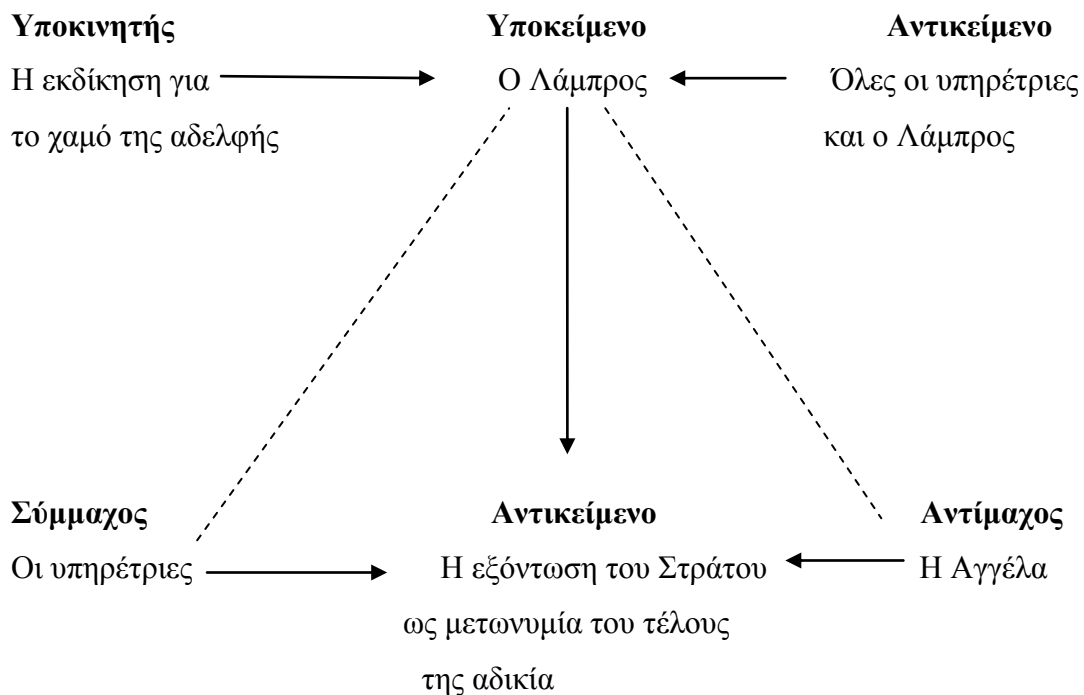 Υποκινητής Υποκείμενο Αντικείμενο
Η εκδίκηση για Ο Λάμπρος Όλες οι υπηρέτριες
το χαμό της αδελφής και ο Λάμπρος
Σύμμαχος Αντικείμενο Αντίμαχος
Οι υπηρέτριες Η εξόντωση του Στράτου Η Αγγέλα
ως μετωνυμία του τέλους
της αδικία